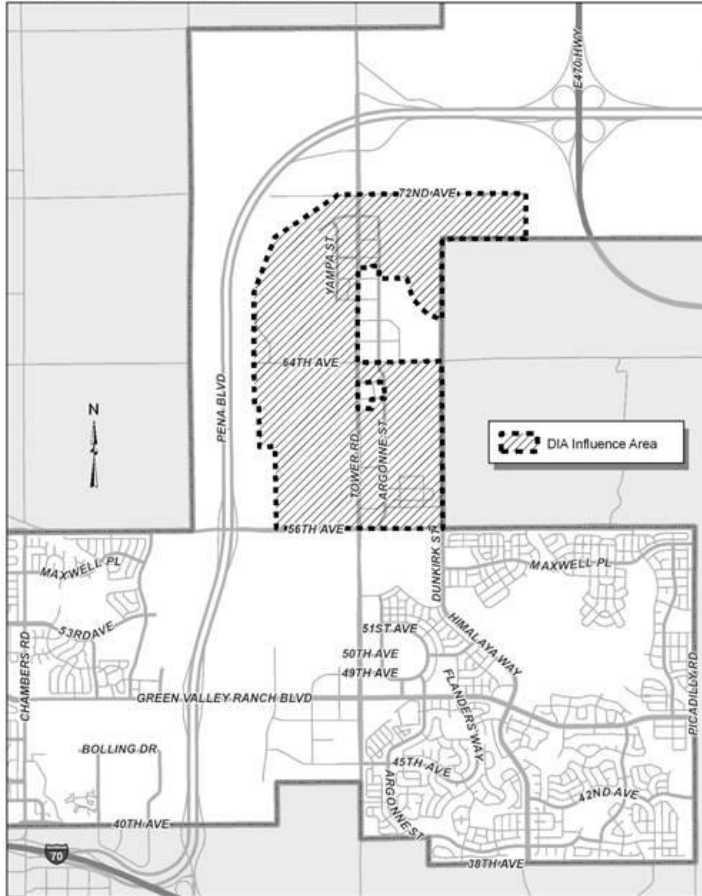 E470 HWY
72ND AVE
YAMPA ST
64TH AVE
PENA BLVD
N
TOWER RD
ARGONNE ST
DIA Influence Area
56TH AVE
DUNKIRK ST
MAXWELL PL
MAXWELL PL
53RD AVE
51ST AVE
HIMALAYA WAY
50TH AVE
49TH AVE
CHAMBERS RD
GREEN VALLEY RANCH BLVD
FLANDERS WAY
PICADILLY RD
BOLLING DR
45TH AVE
ARGONNE ST
42ND AVE
40TH AVE
70
38TH AVE